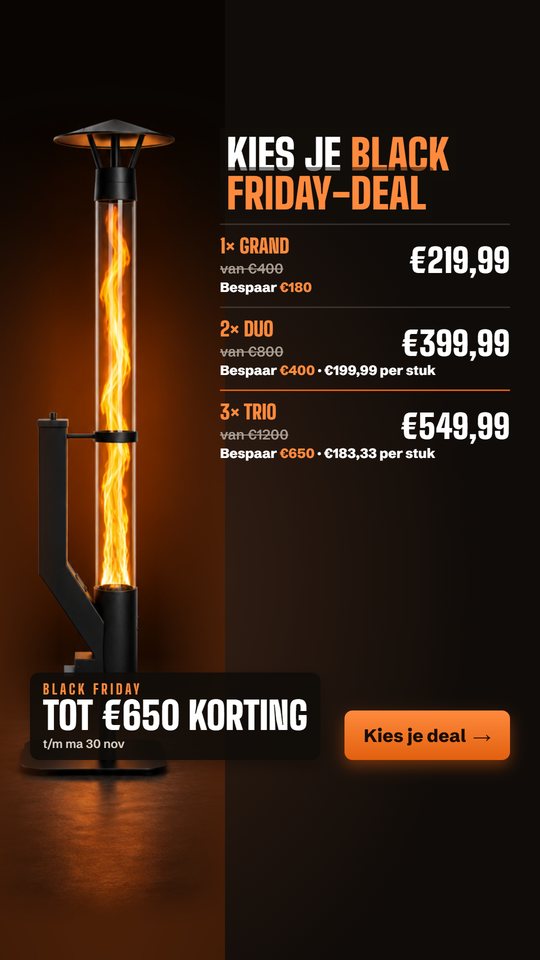 KIES JE BLACK
FRIDAY-DEAL
1× GRAND
van €400
€219,99
Bespaar €180
2× DUO
van €800
€399,99
Bespaar €400 · €199,99 per stuk
3× TRIO
van €1200
€549,99
Bespaar €650 · €183,33 per stuk
BLACK FRIDAY
TOT €650 KORTING
t/m ma 30 nov
Kies je deal →